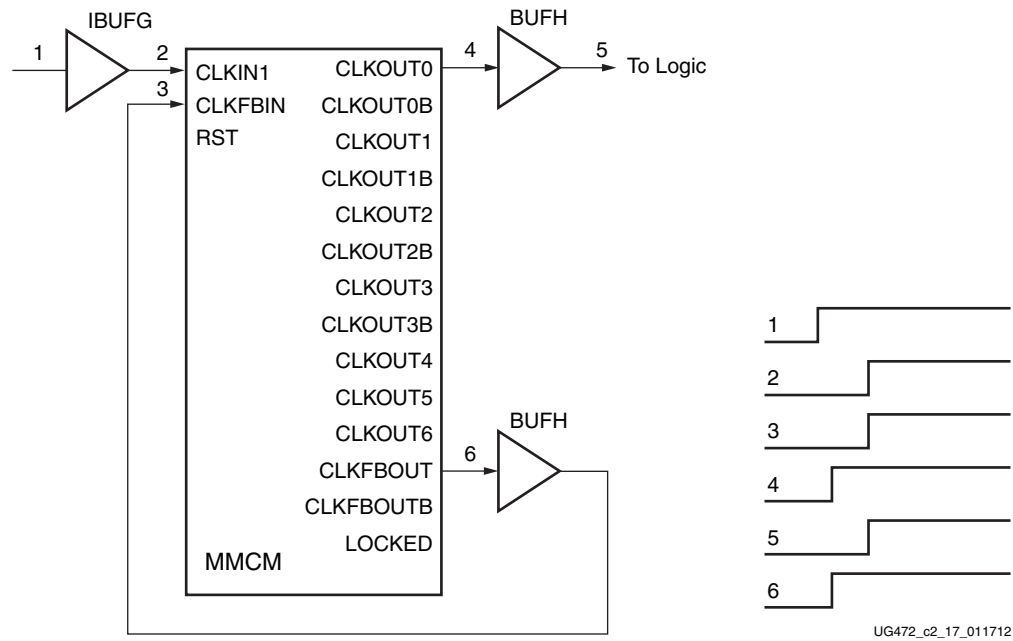 IBUFG
BUFH
1
2
4
5
To Logic
CLKIN1
CLKOUT0
3
CLKFBIN
CLKOUT0B
RST
CLKOUT1
CLKOUT1B
CLKOUT2
CLKOUT2B
CLKOUT3
CLKOUT3B
CLKOUT4
CLKOUT5
CLKOUT6
BUFH
6
CLKFBOUT
CLKFBOUTB
LOCKED
MMCM
1
2
3
4
5
6
UG472_c2_17_011712